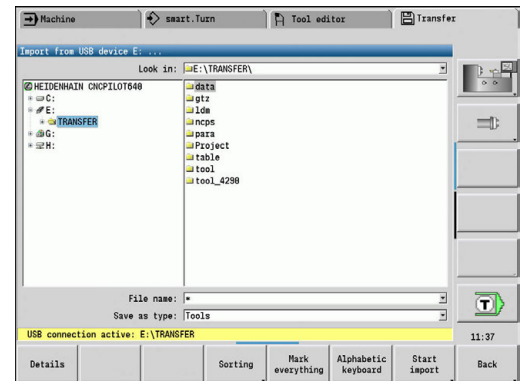 Machine
smart.Turn
Tool editor
Transfer
Import from USB device E: ...
Look in: E:\TRANSFER\
HEIDENHAIN CNCPILOT640
C:
E:
TRANSFER
G:
H:
data
gtz
ldm
ncps
para
Project
table
tool
tool_4290
File name: *
Save as type: Tools
USB connection active: E:\TRANSFER
T
11:37
Details
Sorting
Mark everything
Alphabetic keyboard
Start import
Back